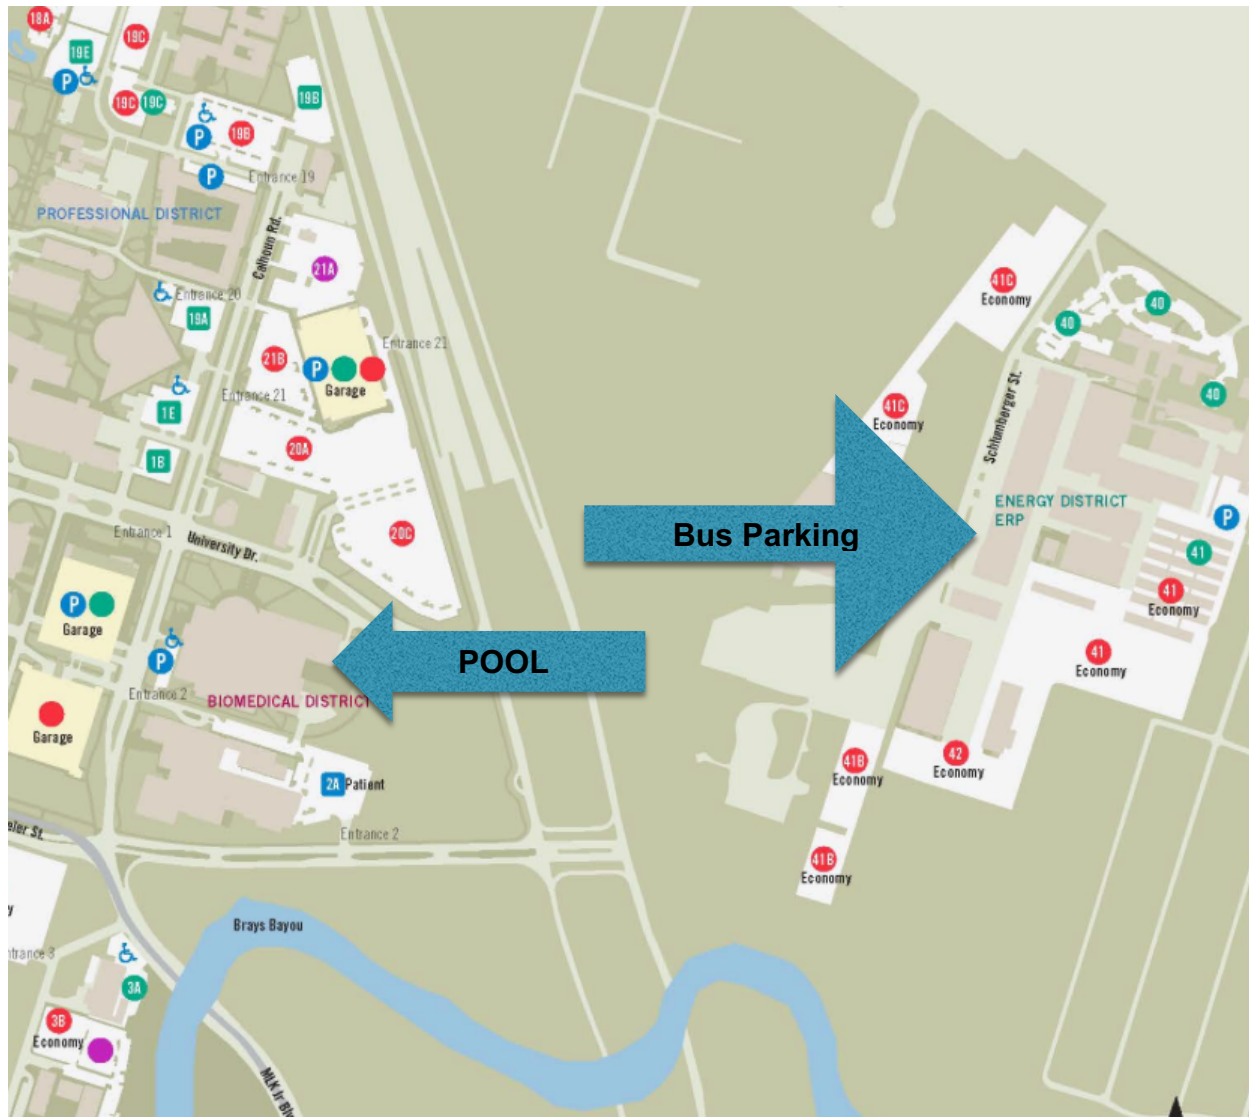 18A
19C
19E
P
19C
19C
19B
P
19B
P
Entrance 19
PROFESSIONAL DISTRICT
Calhoun Rd.
21A
Entrance 20
19A
21B
P
Garage
Entrance 21
Entrance 21
1E
20A
1B
Entrance 1
University Dr.
20C
P
Garage
P
Entrance 2
BIOMEDICAL DISTRICT
Garage
2A Patient
Entrance 2
Brays Bayou
3A
3B
Economy
POOL
Bus Parking
41C
Economy
41C
Economy
40
40
40
Schlumberger St.
ENERGY DISTRICT
ERP
P
41
41
Economy
41
Economy
42
Economy
41B
Economy
41B
Economy